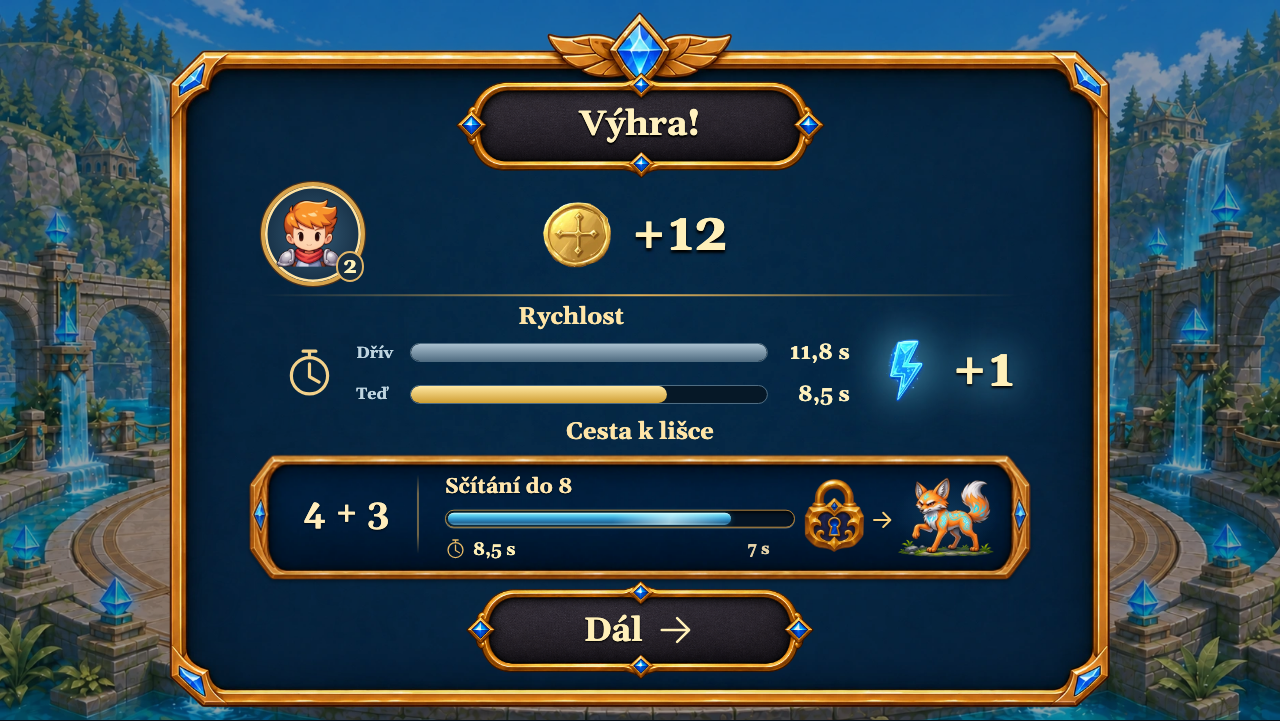 Výhra!
2
+12
Rychlost
Dřív 11,8 s
Teď 8,5 s
+1
Cesta k lišce
4 + 3
Sčítání do 8
8,5 s 7 s
→
Dál →